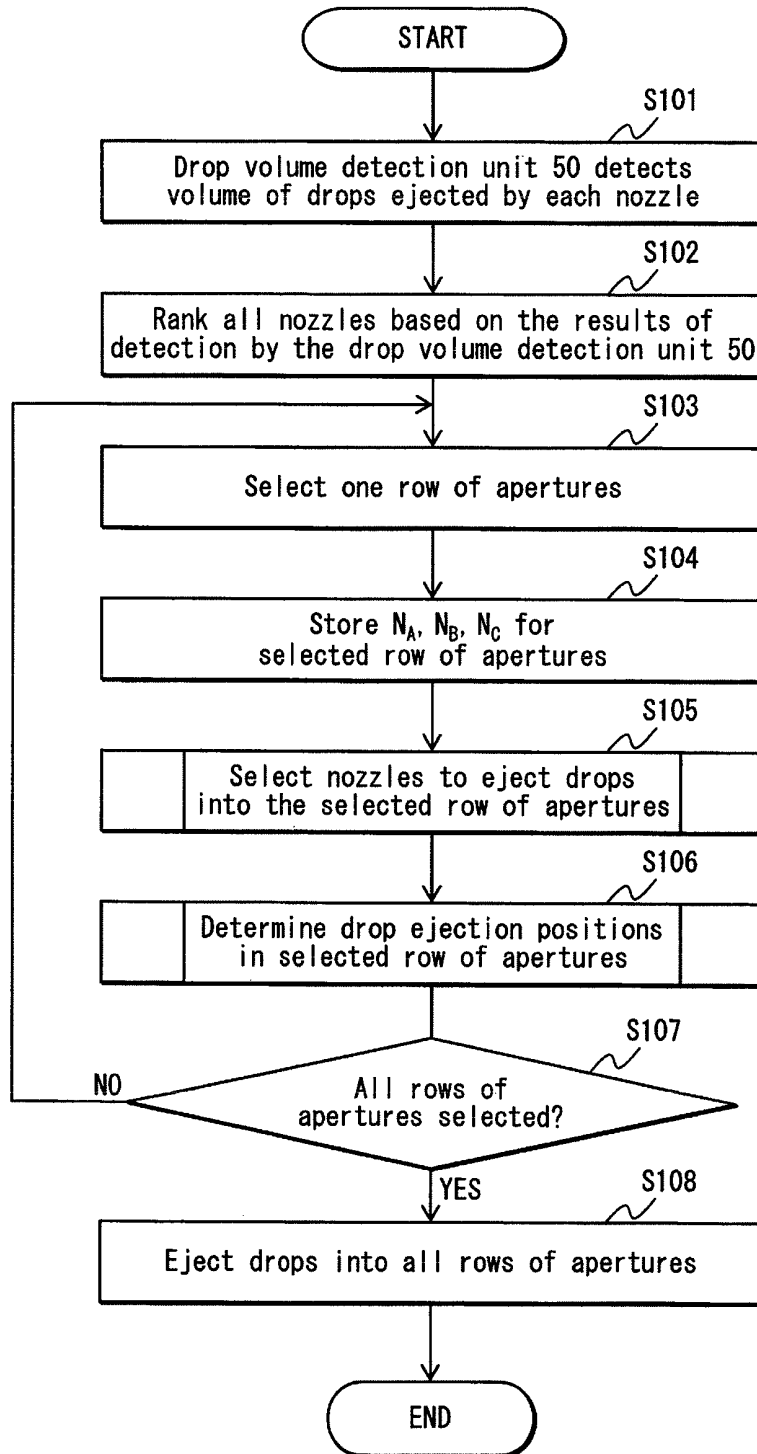 START
S101
Drop volume detection unit 50 detects
volume of drops ejected by each nozzle
S102
Rank all nozzles based on the results of
detection by the drop volume detection unit 50
S103
Select one row of apertures
S104
Store NA, NB, NC for
selected row of apertures
S105
Select nozzles to eject drops
into the selected row of apertures
S106
Determine drop ejection positions
in selected row of apertures
S107
NO
All rows of
apertures selected?
YES
S108
Eject drops into all rows of apertures
END